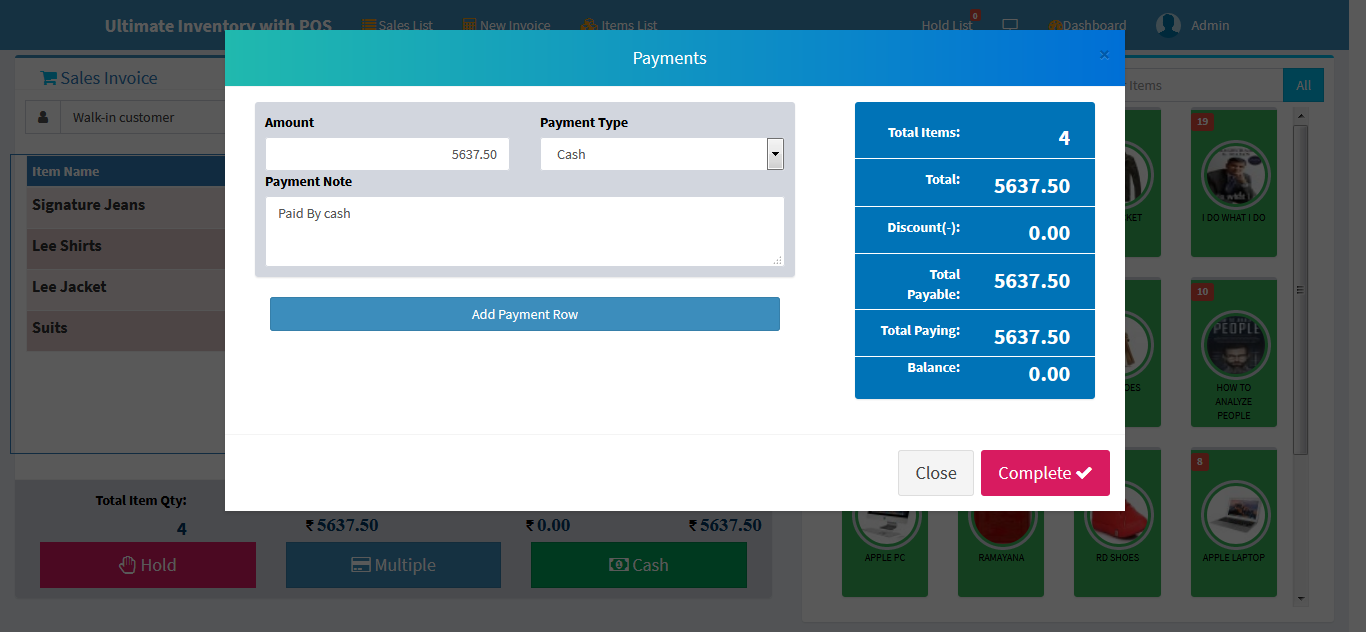 Ultimate Inventory with POS
Sales List
New Invoice
Items List
Hold List
0
Dashboard
Admin
Payments
×
Sales Invoice
Items
All
Walk-in customer
Item Name
Signature Jeans
Lee Shirts
Lee Jacket
Suits
Amount
Payment Type
5637.50
Cash
Payment Note
Paid By cash
Add Payment Row
Total Items:
4
Total:
5637.50
Discount(-):
0.00
Total
Payable:
5637.50
Total Paying:
5637.50
Balance:
0.00
Close
Complete
19
I DO WHAT I DO
10
PEOPLE
HOW TO
ANALYZE
PEOPLE
8
APPLE PC
RAMAYANA
RD SHOES
APPLE LAPTOP
Total Item Qty:
4
₹ 5637.50
₹ 0.00
₹ 5637.50
Hold
Multiple
Cash